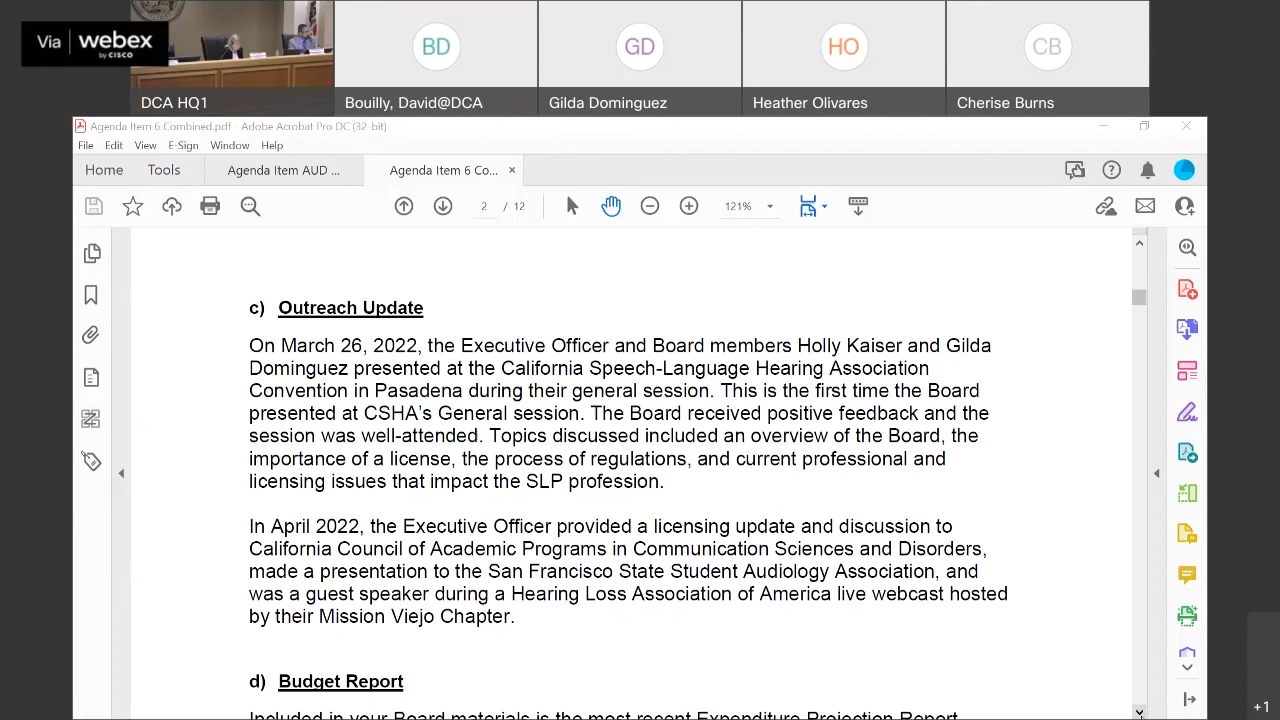 Via webex
by CISCO
BD
GD
HO
CB
DCA HQ1
Bouilly, David@DCA
Gilda Dominguez
Heather Olivares
Cherise Burns
Agenda Item 6 Combined.pdf - Adobe Acrobat Pro DC (32-bit)
File Edit View E-Sign Window Help
Home Tools Agenda Item AUD ... Agenda Item 6 Co... ×
2 / 12 121%
c) Outreach Update
On March 26, 2022, the Executive Officer and Board members Holly Kaiser and Gilda
Dominguez presented at the California Speech-Language Hearing Association
Convention in Pasadena during their general session. This is the first time the Board
presented at CSHA's General session. The Board received positive feedback and the
session was well-attended. Topics discussed included an overview of the Board, the
importance of a license, the process of regulations, and current professional and
licensing issues that impact the SLP profession.
In April 2022, the Executive Officer provided a licensing update and discussion to
California Council of Academic Programs in Communication Sciences and Disorders,
made a presentation to the San Francisco State Student Audiology Association, and
was a guest speaker during a Hearing Loss Association of America live webcast hosted
by their Mission Viejo Chapter.
d) Budget Report
Included in your Board materials is the most recent Expenditure Projection Report
+1